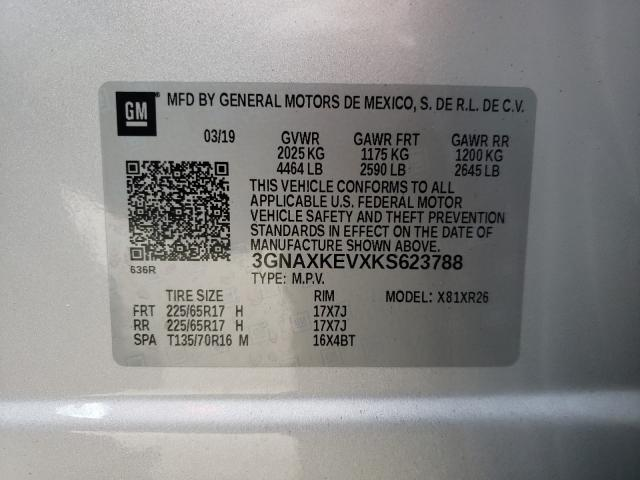 GM ® MFD BY GENERAL MOTORS DE MEXICO, S. DE R.L. DE C.V.
03/19 GVWR GAWR FRT GAWR RR
2025 KG 1175 KG 1200 KG
4464 LB 2590 LB 2645 LB
THIS VEHICLE CONFORMS TO ALL
APPLICABLE U.S. FEDERAL MOTOR
VEHICLE SAFETY AND THEFT PREVENTION
STANDARDS IN EFFECT ON THE DATE OF
MANUFACTURE SHOWN ABOVE.
636R 3GNAXKEVXKS623788
TYPE: M.P.V.
TIRE SIZE RIM MODEL: X81XR26
FRT 225/65R17 H 17X7J
RR 225/65R17 H 17X7J
SPA T135/70R16 M 16X4BT